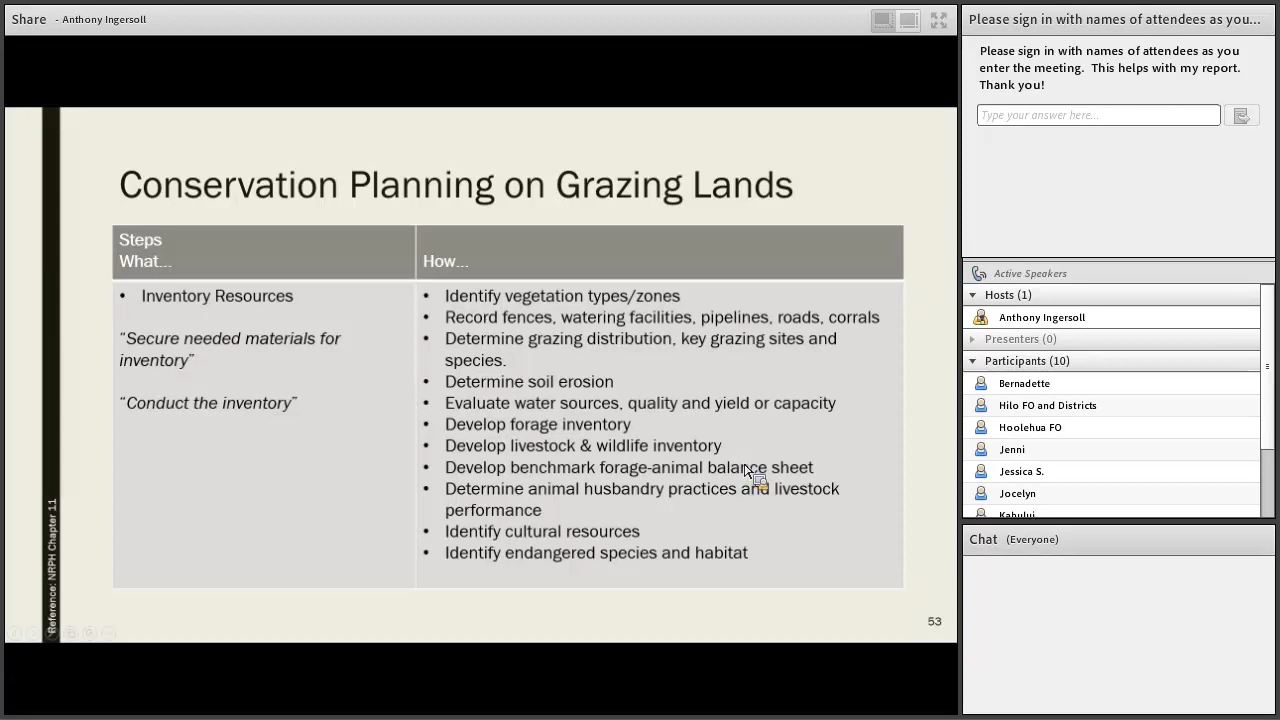 Share - Anthony Ingersoll
Conservation Planning on Grazing Lands
Steps
What...
How...
• Inventory Resources
“Secure needed materials for
inventory”
“Conduct the inventory”
• Identify vegetation types/zones
• Record fences, watering facilities, pipelines, roads, corrals
• Determine grazing distribution, key grazing sites and
species.
• Determine soil erosion
• Evaluate water sources, quality and yield or capacity
• Develop forage inventory
• Develop livestock & wildlife inventory
• Develop benchmark forage-animal balance sheet
• Determine animal husbandry practices and livestock
performance
• Identify cultural resources
• Identify endangered species and habitat
Reference: NRPH Chapter 11
53
Please sign in with names of attendees as you...
Please sign in with names of attendees as you
enter the meeting. This helps with my report.
Thank you!
Type your answer here...
Active Speakers
Hosts (1)
Anthony Ingersoll
Presenters (0)
Participants (10)
Bernadette
Hilo FO and Districts
Hoolehua FO
Jenni
Jessica S.
Jocelyn
Kahului
Chat (Everyone)